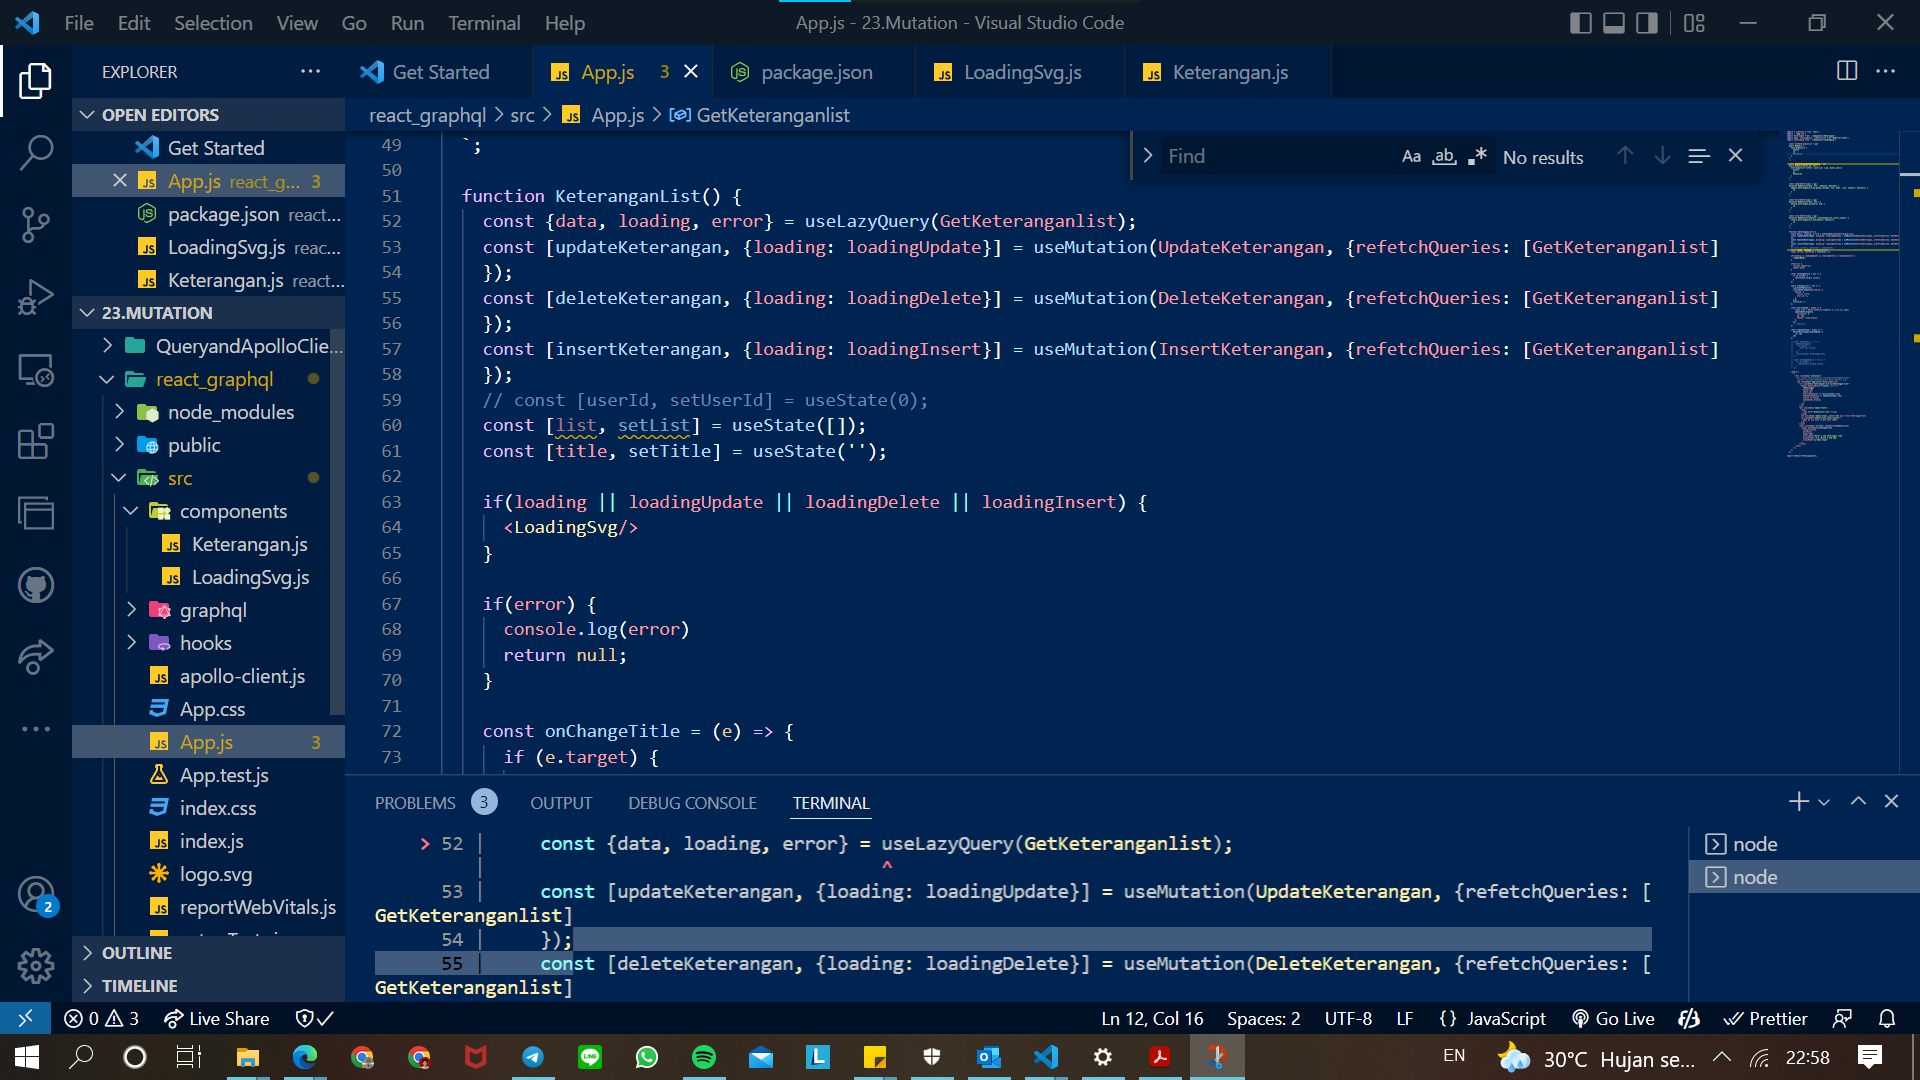 File Edit Selection View Go Run Terminal Help
App.js - 23.Mutation - Visual Studio Code
EXPLORER
Get Started
App.js 3
package.json
LoadingSvg.js
Keterangan.js
react_graphql > src > App.js > GetKeteranganlist
Find
Aa ab .* No results
OPEN EDITORS
Get Started
App.js react_g... 3
package.json react...
LoadingSvg.js reac...
Keterangan.js react...
23.MUTATION
QueryandApolloClie...
react_graphql
node_modules
public
src
components
Keterangan.js
LoadingSvg.js
graphql
hooks
apollo-client.js
App.css
App.js 3
App.test.js
index.css
index.js
logo.svg
reportWebVitals.js
OUTLINE
TIMELINE
49 `;
50
51 function KeteranganList() {
52 const {data, loading, error} = useLazyQuery(GetKeteranganlist);
53 const [updateKeterangan, {loading: loadingUpdate}] = useMutation(UpdateKeterangan, {refetchQueries: [GetKeteranganlist]
54 });
55 const [deleteKeterangan, {loading: loadingDelete}] = useMutation(DeleteKeterangan, {refetchQueries: [GetKeteranganlist]
56 });
57 const [insertKeterangan, {loading: loadingInsert}] = useMutation(InsertKeterangan, {refetchQueries: [GetKeteranganlist]
58 });
59 // const [userId, setUserId] = useState(0);
60 const [list, setList] = useState([]);
61 const [title, setTitle] = useState('');
62
63 if(loading || loadingUpdate || loadingDelete || loadingInsert) {
64 <LoadingSvg/>
65 }
66
67 if(error) {
68 console.log(error)
69 return null;
70 }
71
72 const onChangeTitle = (e) => {
73 if (e.target) {
PROBLEMS 3 OUTPUT DEBUG CONSOLE TERMINAL
> 52 | const {data, loading, error} = useLazyQuery(GetKeteranganlist);
| ^
53 | const [updateKeterangan, {loading: loadingUpdate}] = useMutation(UpdateKeterangan, {refetchQueries: [
GetKeteranganlist]
54 | });
55 | const [deleteKeterangan, {loading: loadingDelete}] = useMutation(DeleteKeterangan, {refetchQueries: [
GetKeteranganlist]
node
node
2
0 3 Live Share
Ln 12, Col 16 Spaces: 2 UTF-8 LF {} JavaScript Go Live Prettier
EN 30°C Hujan se... 22:58